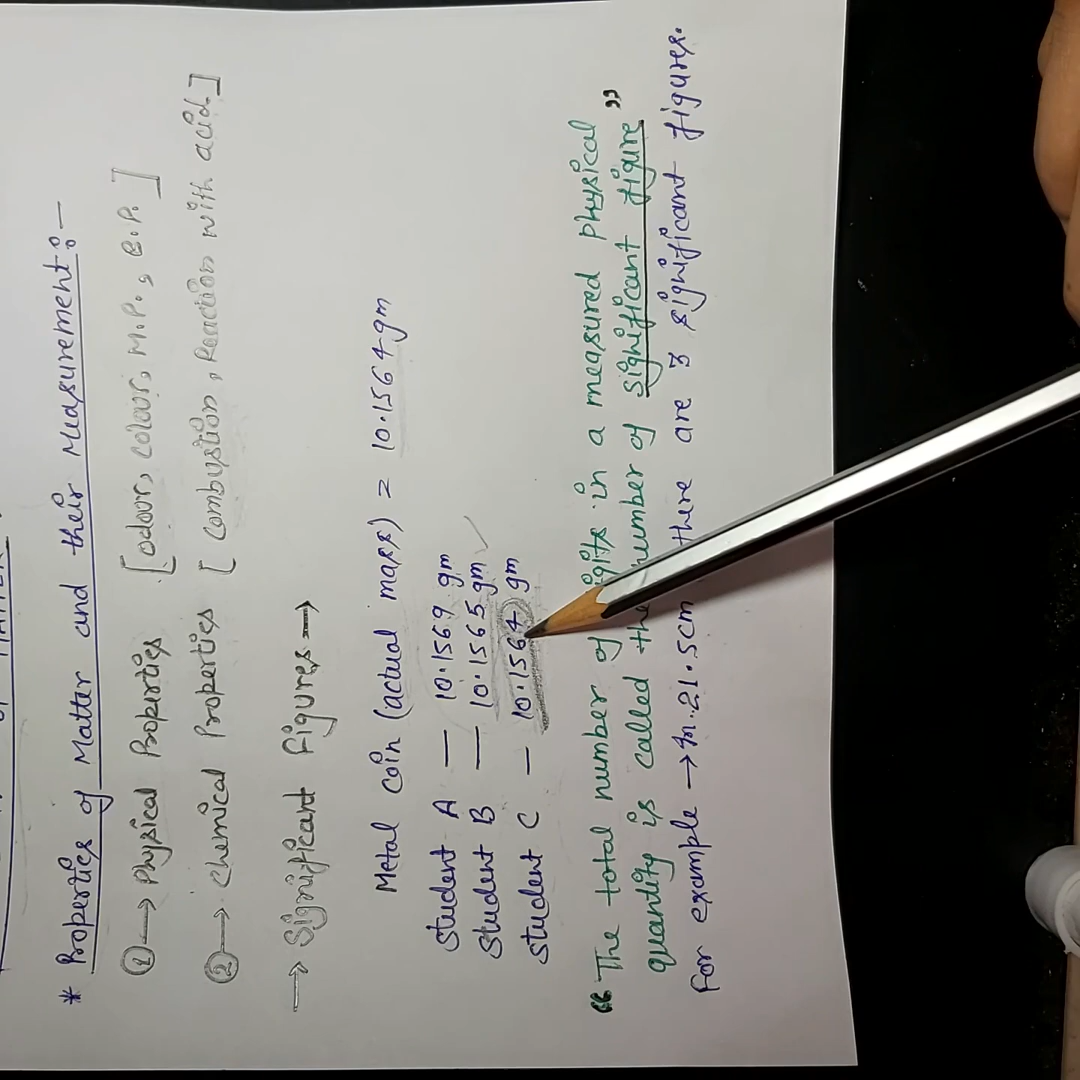 * Properties of Matter and their Measurement:-
① → Physical Properties [odour, colour, M.P., B.P.]
② → Chemical Properties [Combustion, Reaction with acid]
→ Significant Figures →
Metal coin (actual mass) = 10.1564 gm
Student A — 10.1569 gm
Student B — 10.1565 gm ✓
Student C — 10.1564 gm
“The total number of digits in a measured physical
quantity is called the number of significant figure”
For example → In 21.5cm there are 3 significant figures.